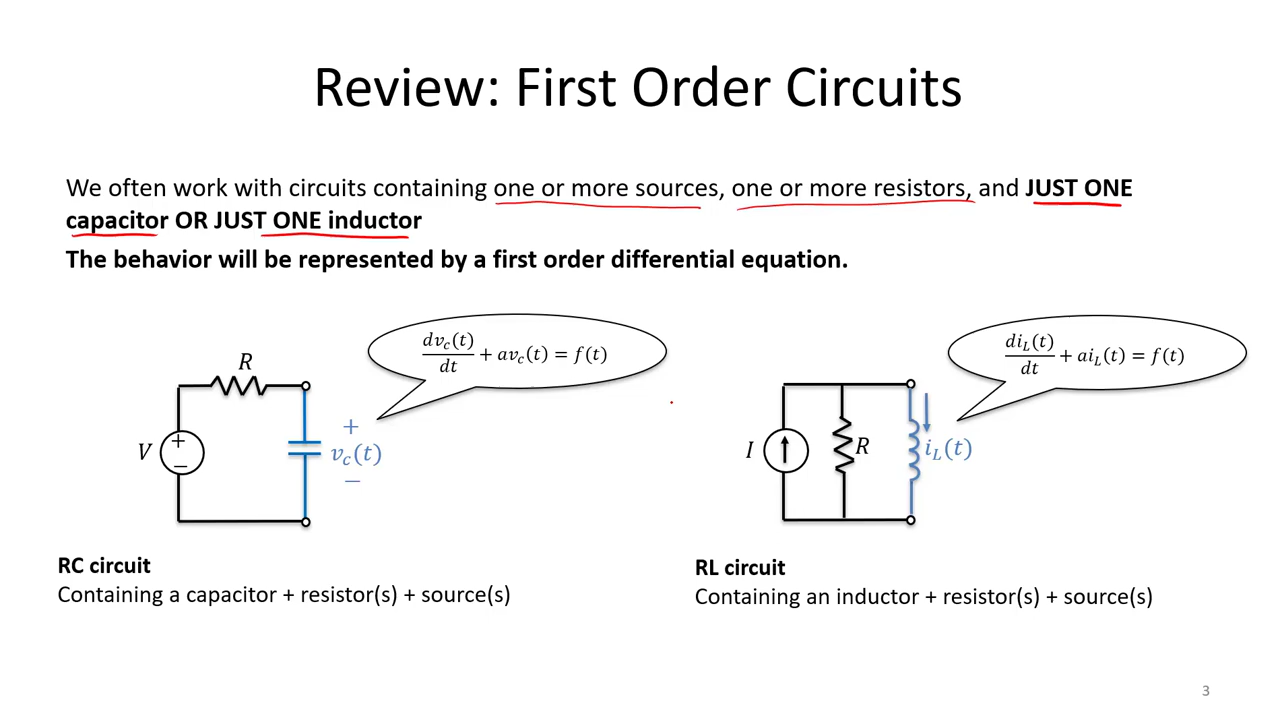 Review: First Order Circuits
We often work with circuits containing one or more sources, one or more resistors, and JUST ONE
capacitor OR JUST ONE inductor
The behavior will be represented by a first order differential equation.
dv_c(t)/dt + av_c(t) = f(t)
R
V
+
−
+
v_c(t)
−
RC circuit
Containing a capacitor + resistor(s) + source(s)
di_L(t)/dt + ai_L(t) = f(t)
I
R
i_L(t)
RL circuit
Containing an inductor + resistor(s) + source(s)
3